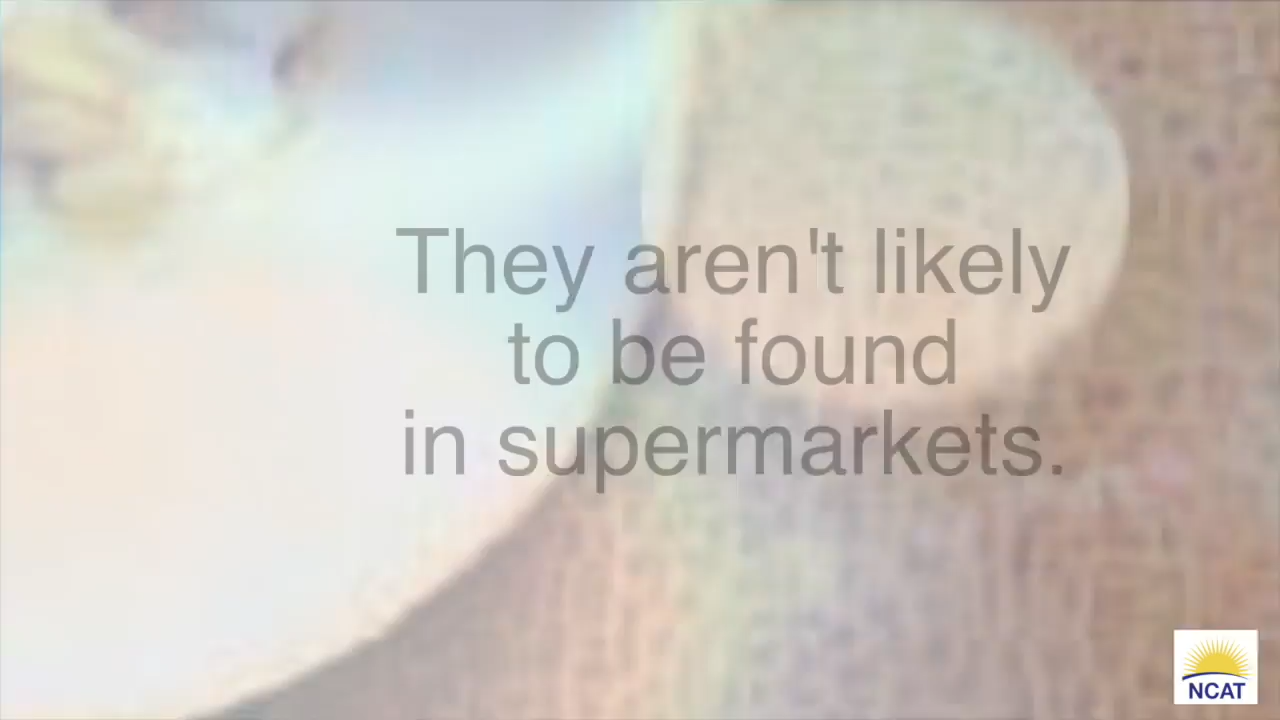 They aren't likely
to be found
in supermarkets.
NCAT